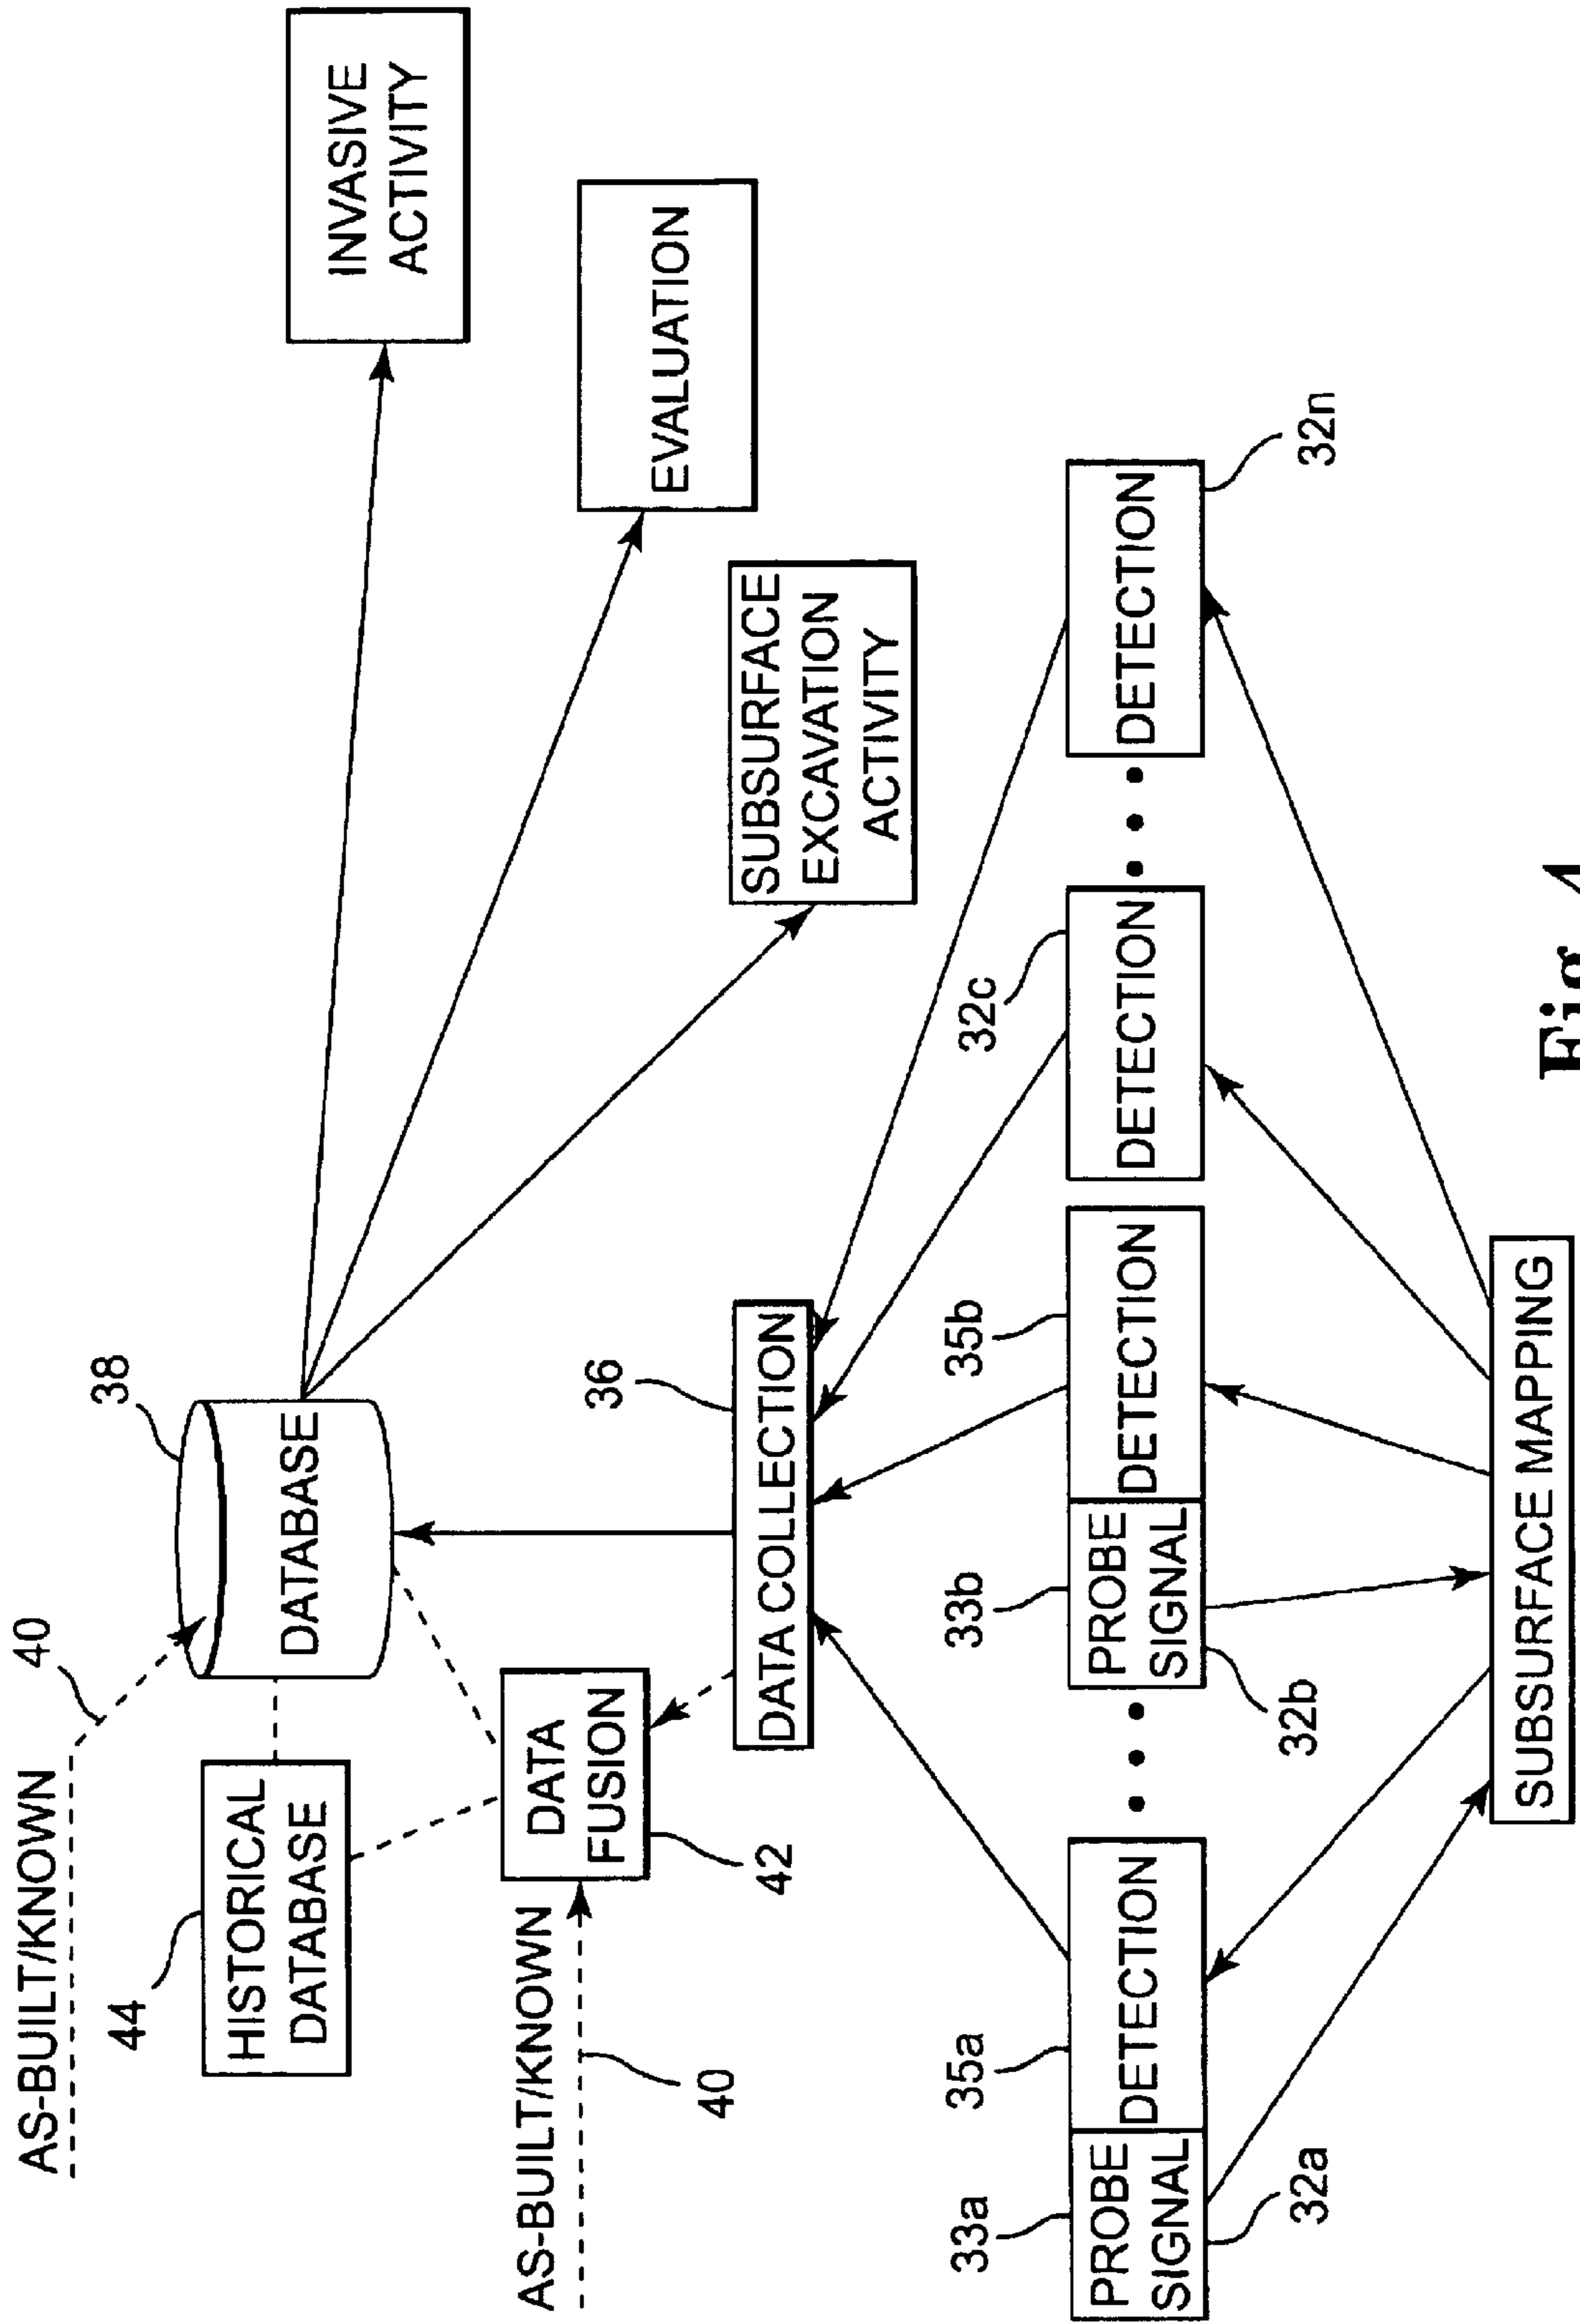 AS-BUILT/KNOWN
40
38
44
HISTORICAL
DATABASE
DATABASE
INVASIVE
ACTIVITY
AS-BUILT/KNOWN
40
DATA
FUSION
42
EVALUATION
36
DATA COLLECTION
SUBSURFACE
EXCAVATION
ACTIVITY
33a
35a
33b
35b
32c
PROBE
SIGNAL
DETECTION
PROBE
SIGNAL
DETECTION
DETECTION
DETECTION
32a
32b
32n
SUBSURFACE MAPPING
Fig. 4